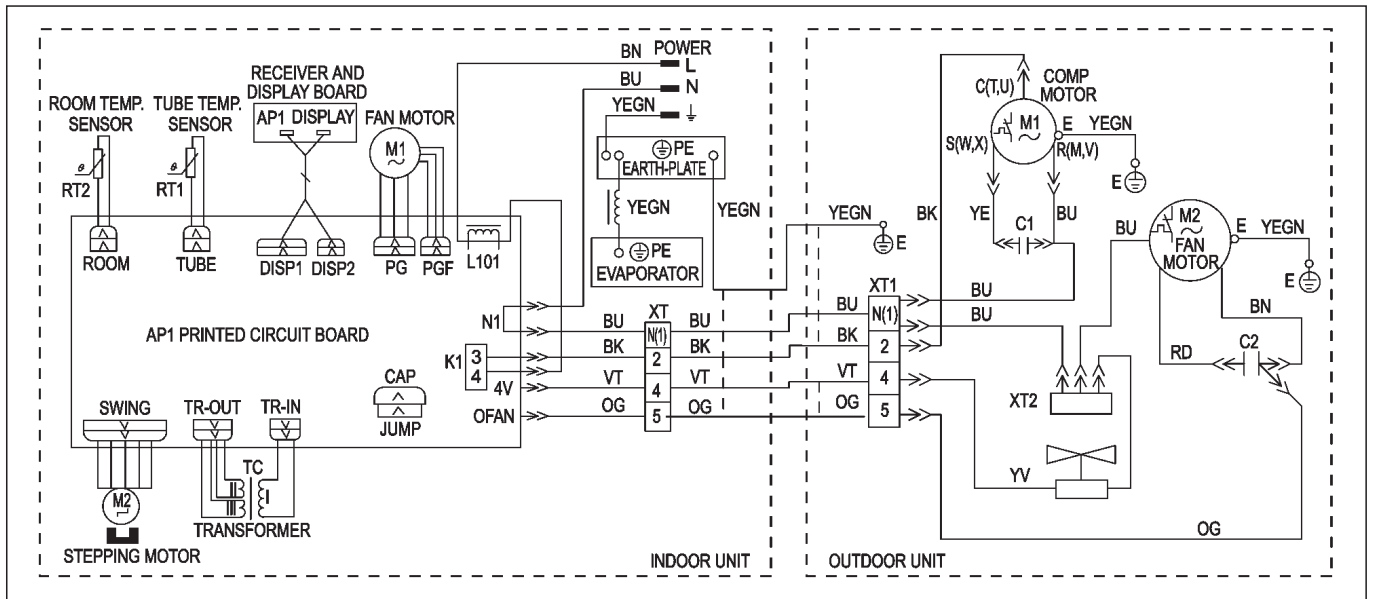 BN
POWER
L
BU
N
YEGN
RECEIVER AND
DISPLAY BOARD
AP1 DISPLAY
ROOM TEMP.
SENSOR
TUBE TEMP.
SENSOR
FAN MOTOR
M1
~
θ
RT2
θ
RT1
PE
EARTH-PLATE
YEGN
YEGN
PE
EVAPORATOR
ROOM
TUBE
DISP1
DISP2
PG
PGF
L101
AP1 PRINTED CIRCUIT BOARD
N1
K1
3
4
4V
OFAN
CAP
JUMP
BU
BK
VT
OG
XT
N(1)
2
4
5
BU
BK
VT
OG
SWING
TR-OUT
TR-IN
TC
M2
STEPPING MOTOR
TRANSFORMER
INDOOR UNIT
YEGN
E
BK
C(T,U)
COMP
MOTOR
M1
~
S(W,X)
R(M,V)
E
YEGN
E
YE
C1
BU
XT1
N(1)
2
4
5
BU
BK
VT
OG
BU
BU
BU
M2
~
FAN
MOTOR
E
YEGN
E
BN
RD
C2
XT2
YV
OG
OUTDOOR UNIT